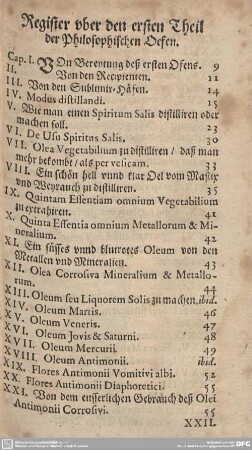 Register vber den ersten Theil
der Philosophischen Oefen.
Cap. I. VOn Bereytung deß ersten Ofens. 9
II. Von den Recipienten. 11
III. Von den Sublimir-Häfen. 24
IV. Modus distillandi. 15
V. Wie man einen Spiritum Salis distilliren oder
machen soll. 23
VI. De Usu Spiritus Salis. 30
VII. Olea Vegetabilium zu distilliren / daß man
mehr bekombt / als per vesicam. 33
VIII. Ein schön hell vnnd klar Oel vom Mastix
vnd Weyrauch zu distilliren. 35
IX. Quintam Essentiam omnium Vegetabilium
zu extrahiren. 41
X. Quinta Essentia omnium Metallorum & Mi-
neralium. 42
XI. Ein süsses vnnd blutrotes Oleum von den
Metallen vnd Mineralien. 43
XII. Olea Corrosiva Mineralium & Metallo-
rum. 44
XIII. Oleum seu Liquorem Solis zu machen. ibid.
XIV. Oleum Martis. 46
XV. Oleum Veneris. 47
XVI. Oleum Jovis & Saturni. 48
XVII. Oleum Mercurii. 49
XVIII. Oleum Antimonii. ibid.
XIX. Flores Antimonii Vomitivi albi. 52
XX. Flores Antimonii Diaphoretici. 55
XXI. Von dem eusserlichen Gebrauch deß Olei
Antimonii Corrosivi. 55
XXII.